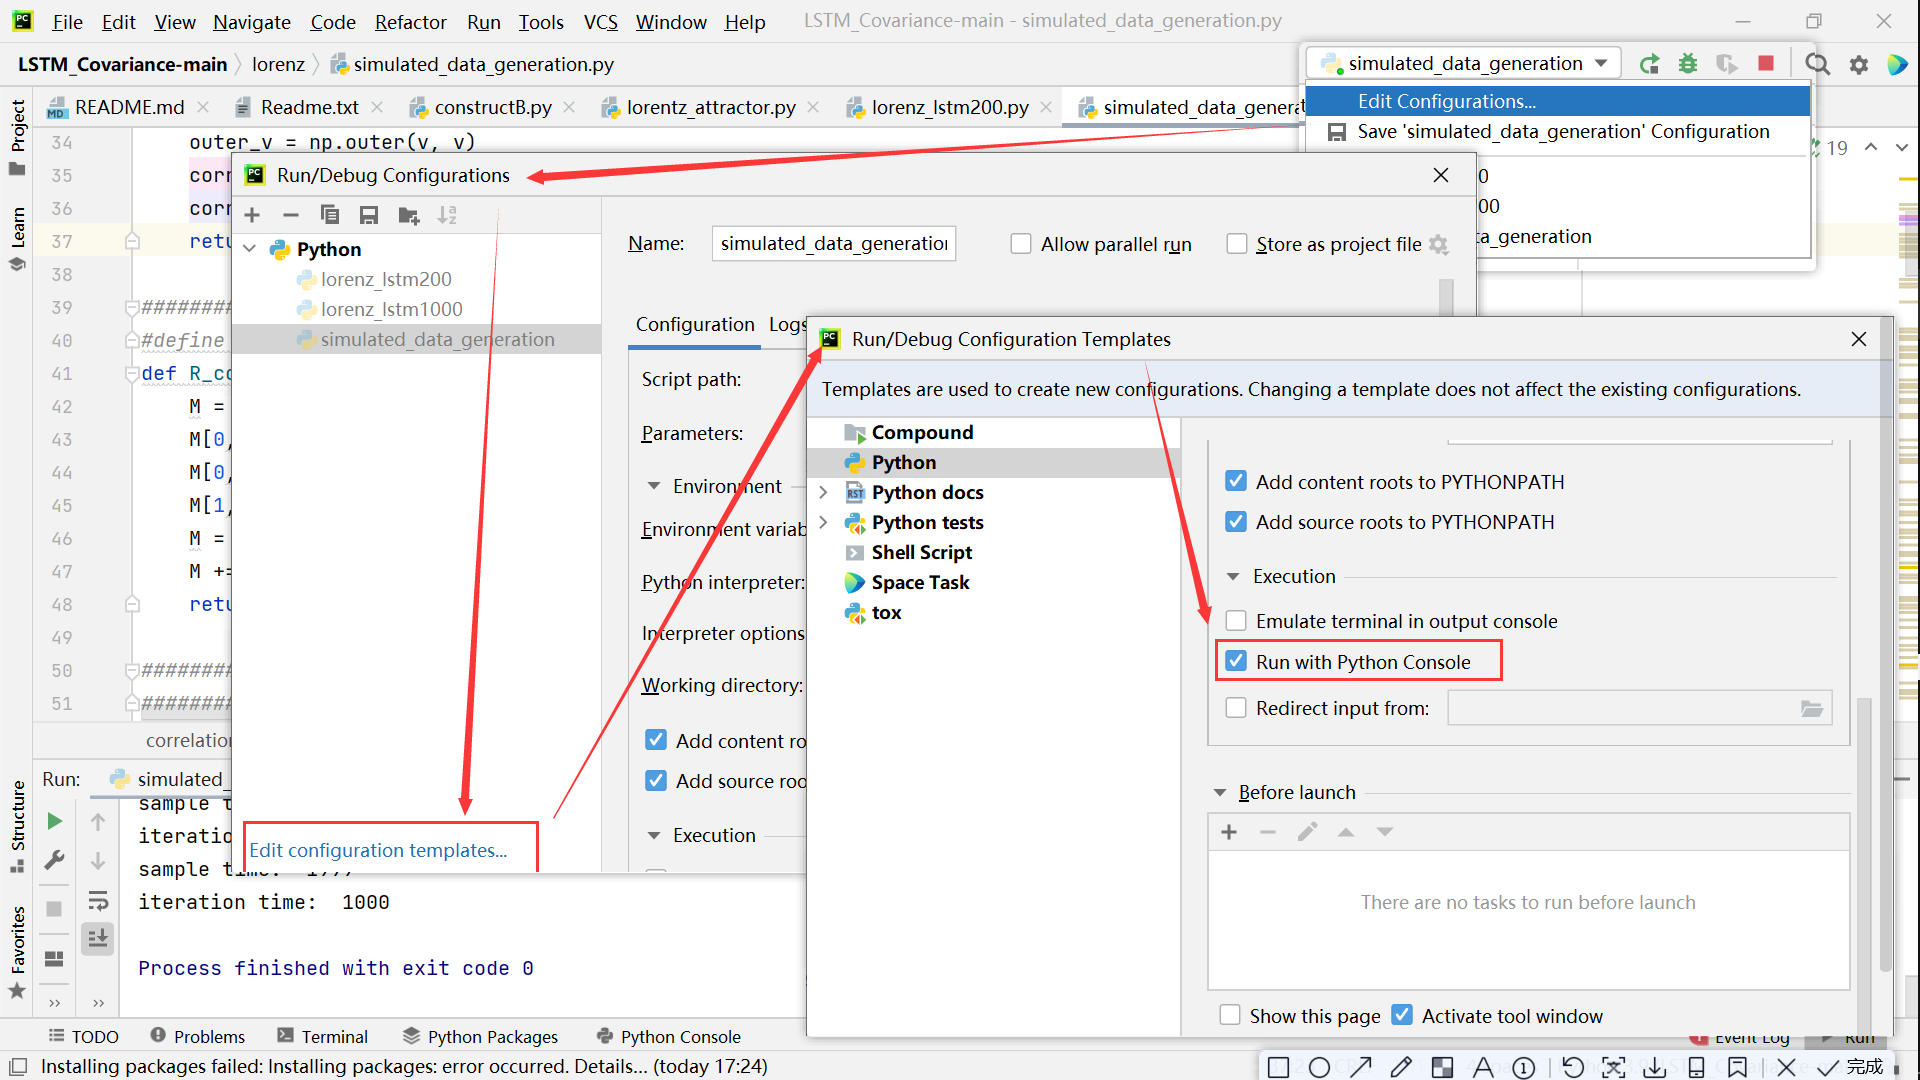 File Edit View Navigate Code Refactor Run Tools VCS Window Help LSTM_Covariance-main - simulated_data_generation.py
LSTM_Covariance-main lorenz simulated_data_generation.py
simulated_data_generation
README.md Readme.txt constructB.py lorentz_attractor.py lorenz_lstm200.py simulated_data_genera
Edit Configurations...
Save 'simulated_data_generation' Configuration
19
0
00
ta_generation
Project
Learn
Structure
Favorites
34 outer_v = np.outer(v, v)
35 corr
36 corr
37 retu
38
39 ########
40 #define
41 def R_co
42 M =
43 M[0,
44 M[0,
45 M[1,
46 M =
47 M +=
48 retu
49
50 ########
51 ########
correlation
Run/Debug Configurations
Python
lorenz_lstm200
lorenz_lstm1000
simulated_data_generation
Edit configuration templates...
Name: simulated_data_generation
Allow parallel run
Store as project file
Configuration Logs
Script path:
Parameters:
Environment
Environment variab
Python interpreter:
Interpreter options
Working directory:
Add content ro
Add source roo
Execution
Run/Debug Configuration Templates
Templates are used to create new configurations. Changing a template does not affect the existing configurations.
Compound
Python
Python docs
Python tests
Shell Script
Space Task
tox
Add content roots to PYTHONPATH
Add source roots to PYTHONPATH
Execution
Emulate terminal in output console
Run with Python Console
Redirect input from:
Before launch
There are no tasks to run before launch
Show this page Activate tool window
Run: simulated_
sample t
iteratio
sample time: 1999
iteration time: 1000
Process finished with exit code 0
TODO Problems Terminal Python Packages Python Console
Event Log Run
Installing packages failed: Installing packages: error occurred. Details... (today 17:24)
完成